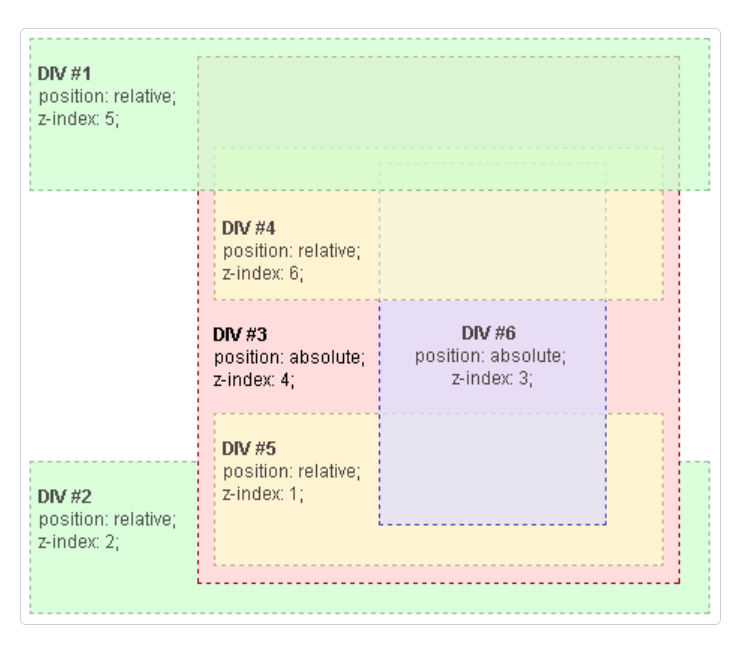 DIV #1
position: relative;
z-index: 5;
DIV #4
position: relative;
z-index: 6;
DIV #3
position: absolute;
z-index: 4;
DIV #6
position: absolute;
z-index: 3;
DIV #5
position: relative;
z-index: 1;
DIV #2
position: relative;
z-index: 2;